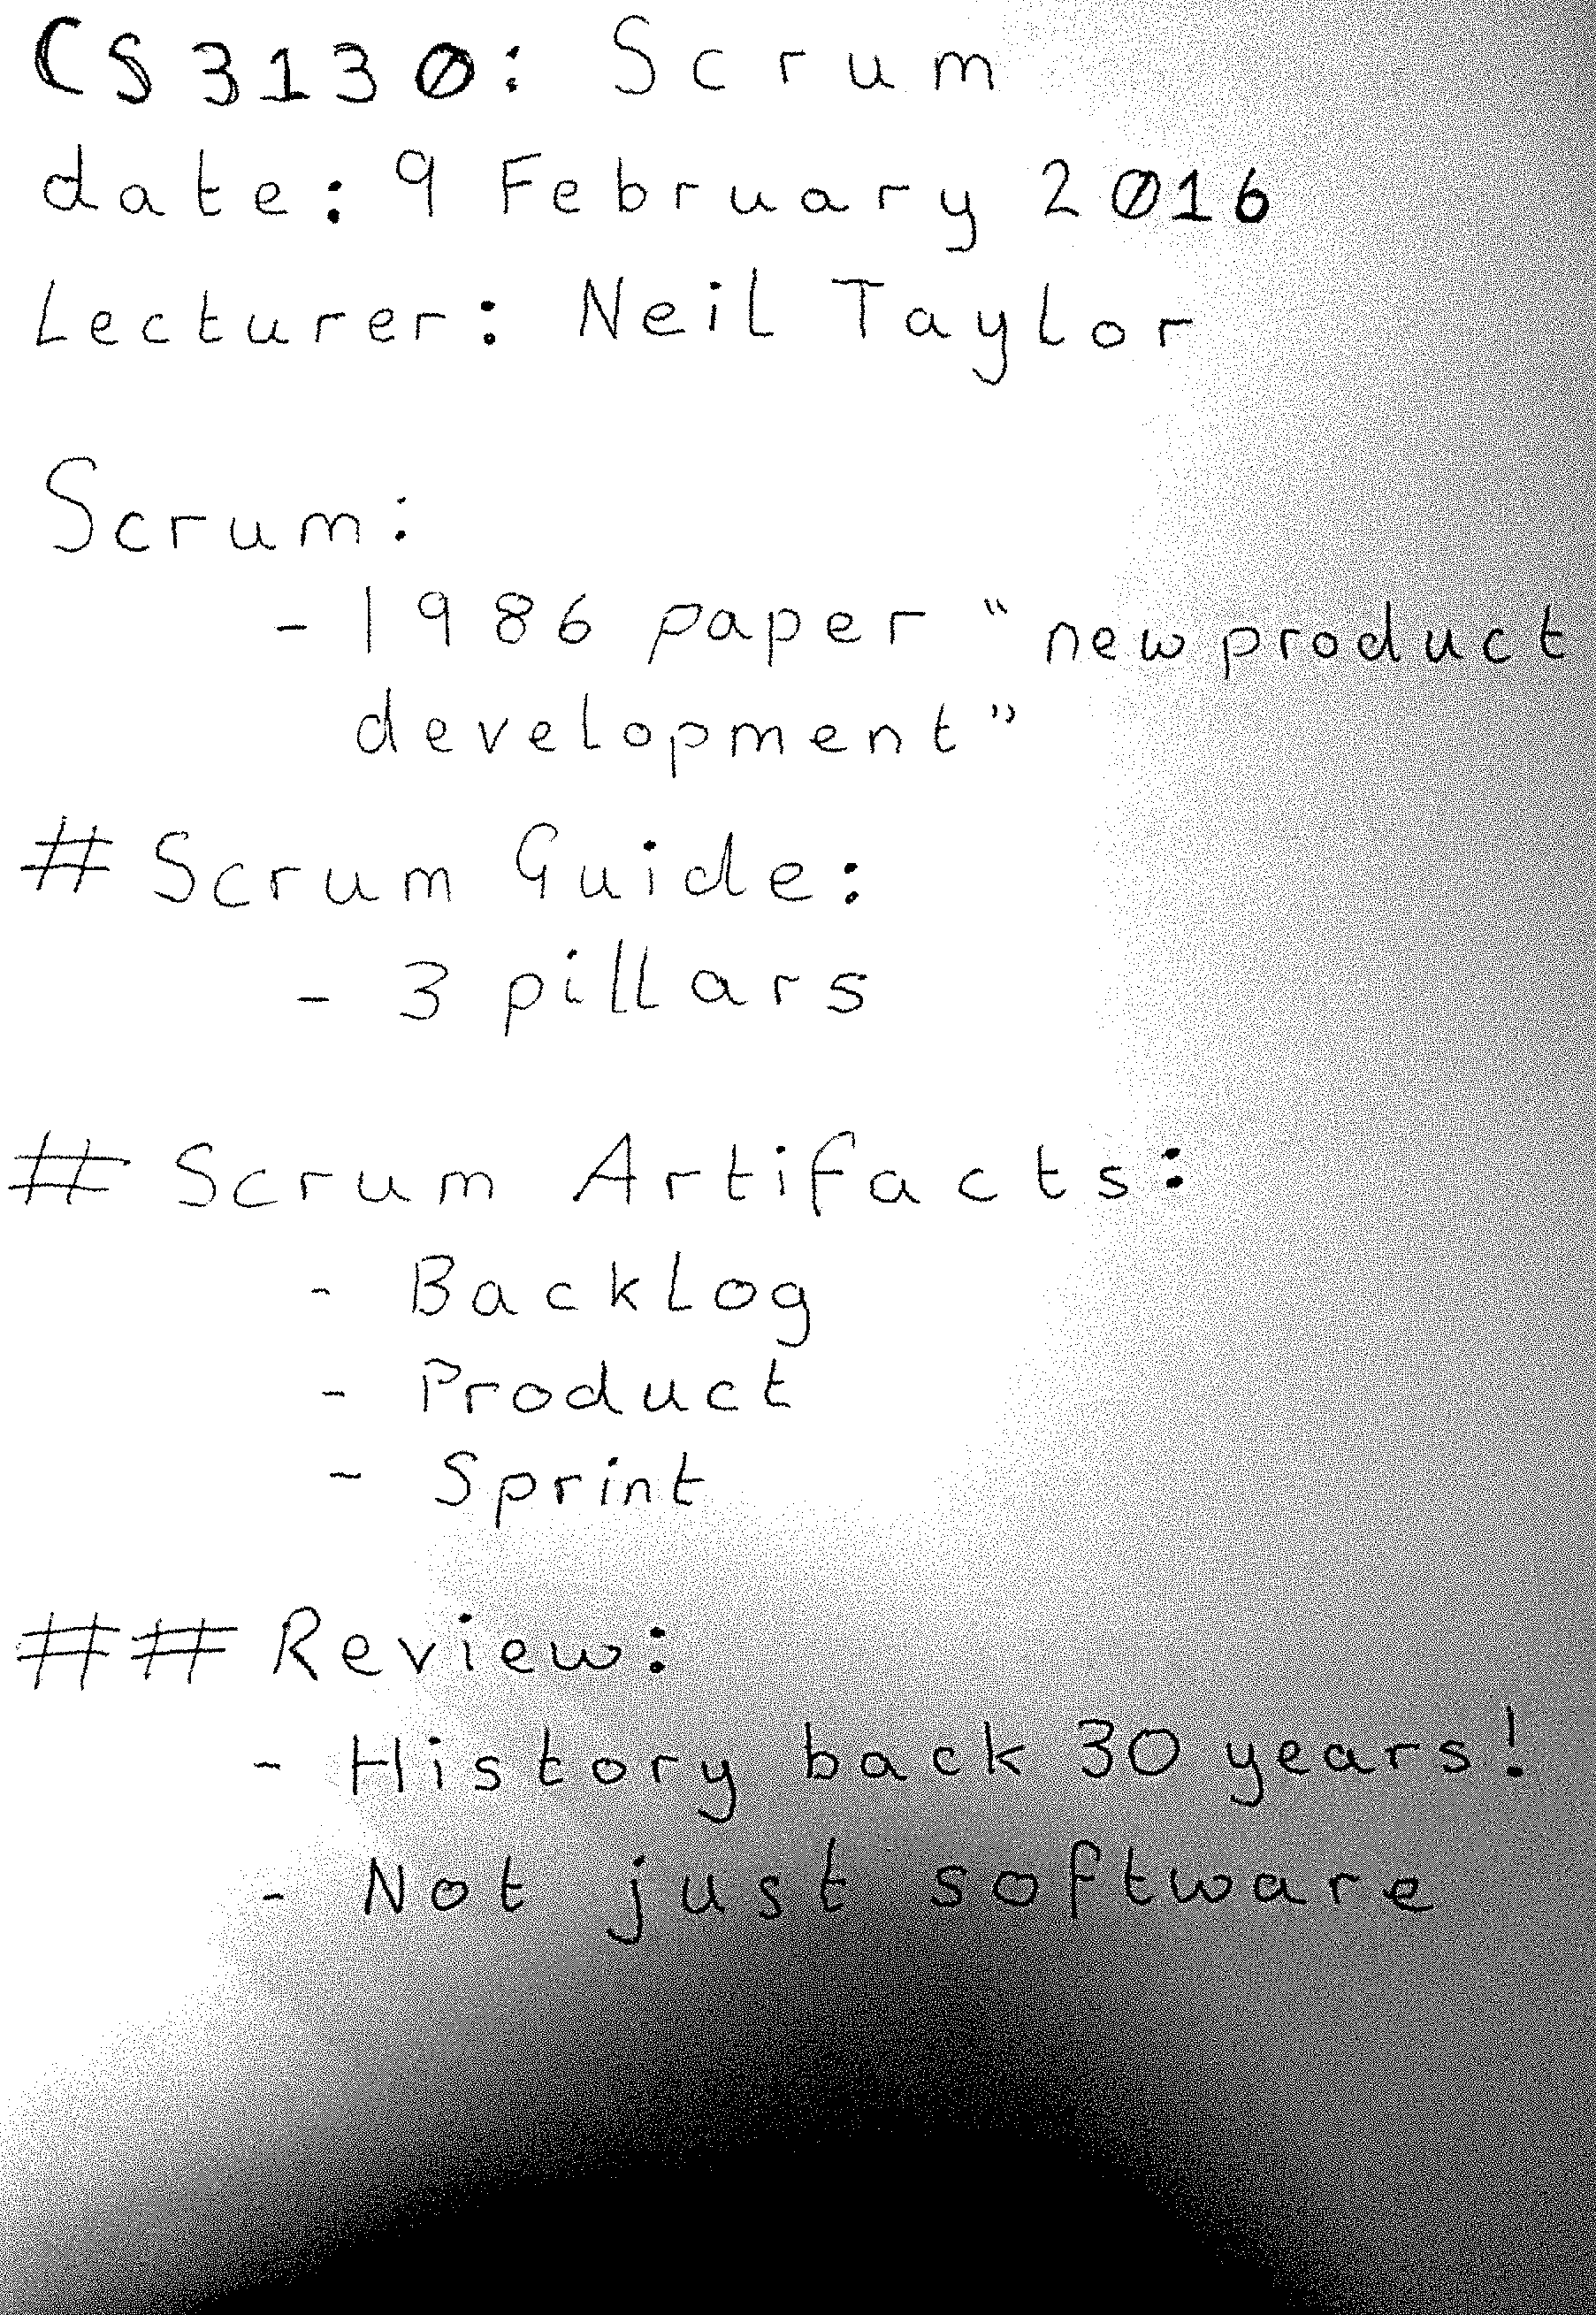 CS3130: Scrum
date: 9 February 2016
Lecturer: Neil Taylor
Scrum:
- 1986 paper "new product
development"
# Scrum Guide:
- 3 pillars
# Scrum Artifacts:
- Backlog
- Product
- Sprint
## Review:
- History back 30 years!
- Not just software